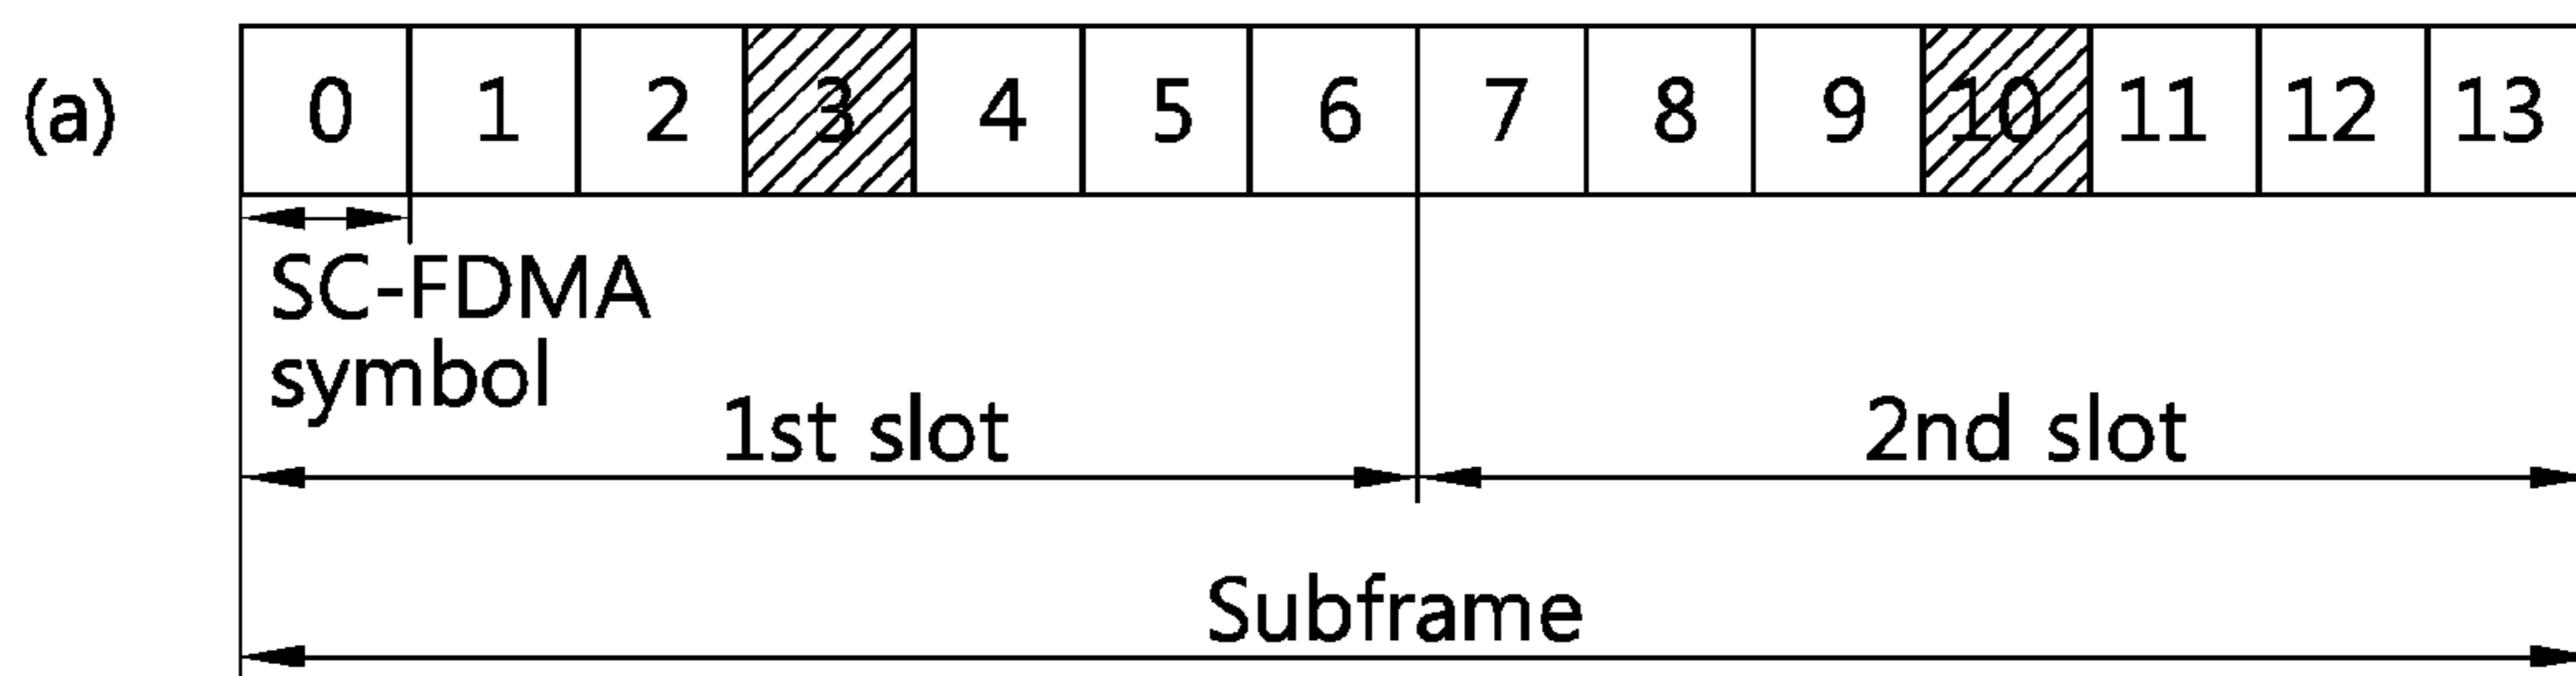 (a) 0 1 2 3 4 5 6 7 8 9 10 11 12 13
SC-FDMA
symbol
1st slot 2nd slot
Subframe